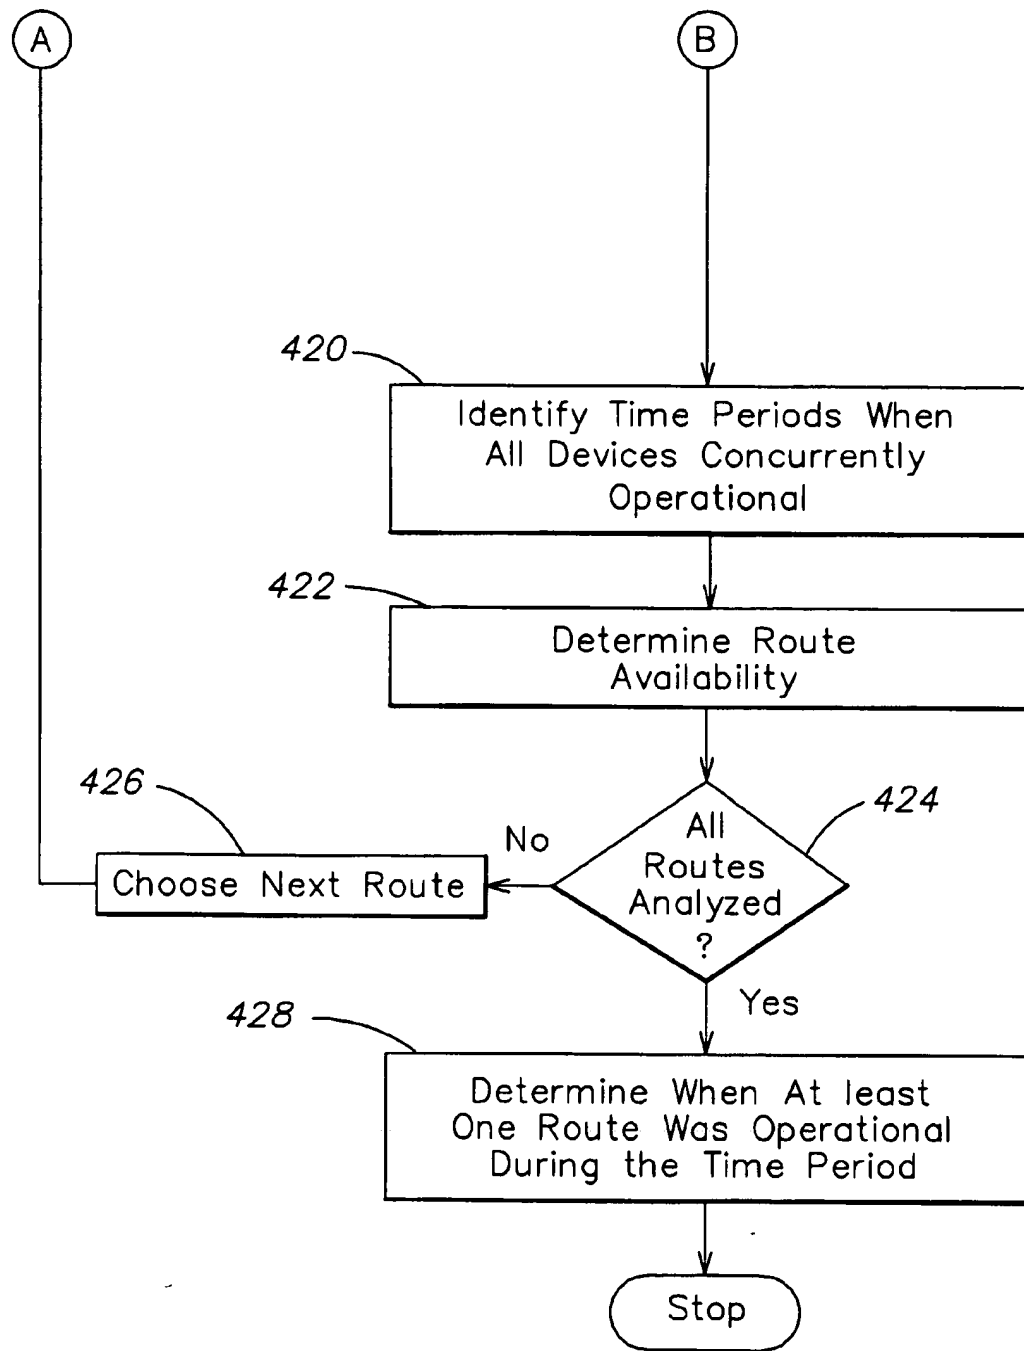 A
B
420
Identify Time Periods When
All Devices Concurrently
Operational
422
Determine Route
Availability
426
424
No
All
Routes
Analyzed
?
Choose Next Route
Yes
428
Determine When At least
One Route Was Operational
During the Time Period
Stop